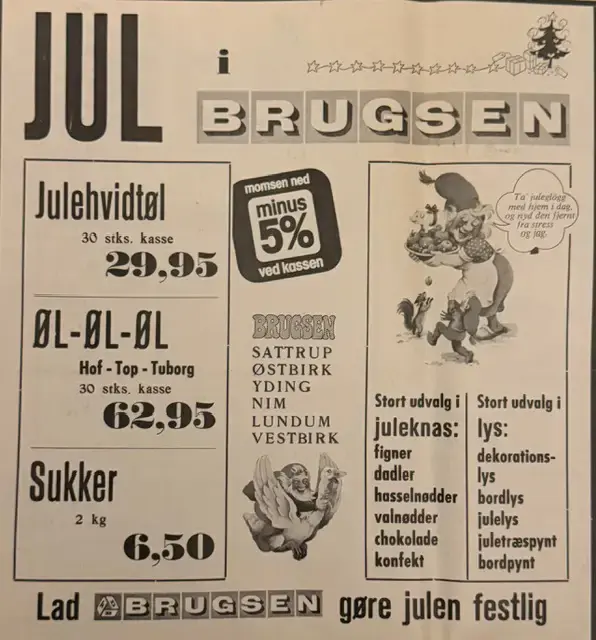 JUL i
BRUGSEN
Julehvidtøl
30 stks. kasse
29,95
ØL-ØL-ØL
Hof - Top - Tuborg
30 stks. kasse
62,95
Sukker
2 kg
6,50
momsen ned
minus
5%
ved kassen
BRUGSEN
SATTRUP
ØSTBIRK
YDING
NIM
LUNDUM
VESTBIRK
Ta' julegløgg
med hjem i dag,
og nyd den fjernt
fra stress
og jag.
Stort udvalg i
juleknas:
figner
dadler
hasselnødder
valnødder
chokolade
konfekt
Stort udvalg i
lys:
dekorations-
lys
bordlys
julelys
juletræspynt
bordpynt
Lad BRUGSEN gøre julen festlig